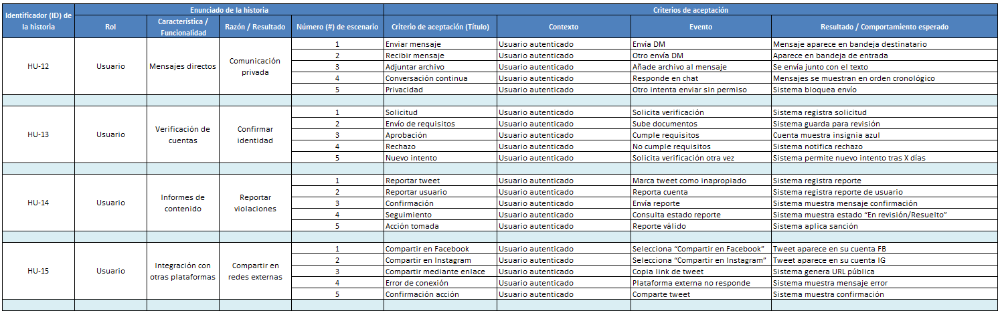 Identificador (ID) de la historia | Enunciado de la historia | Criterios de aceptación
Rol | Característica / Funcionalidad | Razón / Resultado | Número (#) de escenario | Criterio de aceptación (Título) | Contexto | Evento | Resultado / Comportamiento esperado
HU-12 | Usuario | Mensajes directos | Comunicación privada
1 | Enviar mensaje | Usuario autenticado | Envía DM | Mensaje aparece en bandeja destinatario
2 | Recibir mensaje | Usuario autenticado | Otro envía DM | Aparece en bandeja de entrada
3 | Adjuntar archivo | Usuario autenticado | Añade archivo al mensaje | Se envía junto con el texto
4 | Conversación continua | Usuario autenticado | Responde en chat | Mensajes se muestran en orden cronológico
5 | Privacidad | Usuario autenticado | Otro intenta enviar sin permiso | Sistema bloquea envío
HU-13 | Usuario | Verificación de cuentas | Confirmar identidad
1 | Solicitud | Usuario autenticado | Solicita verificación | Sistema registra solicitud
2 | Envío de requisitos | Usuario autenticado | Sube documentos | Sistema guarda para revisión
3 | Aprobación | Usuario autenticado | Cumple requisitos | Cuenta muestra insignia azul
4 | Rechazo | Usuario autenticado | No cumple requisitos | Sistema notifica rechazo
5 | Nuevo intento | Usuario autenticado | Solicita verificación otra vez | Sistema permite nuevo intento tras X días
HU-14 | Usuario | Informes de contenido | Reportar violaciones
1 | Reportar tweet | Usuario autenticado | Marca tweet como inapropiado | Sistema registra reporte
2 | Reportar usuario | Usuario autenticado | Reporta cuenta | Sistema registra reporte de usuario
3 | Confirmación | Usuario autenticado | Envía reporte | Sistema muestra mensaje confirmación
4 | Seguimiento | Usuario autenticado | Consulta estado reporte | Sistema muestra estado “En revisión/Resuelto”
5 | Acción tomada | Usuario autenticado | Reporte válido | Sistema aplica sanción
HU-15 | Usuario | Integración con otras plataformas | Compartir en redes externas
1 | Compartir en Facebook | Usuario autenticado | Selecciona “Compartir en Facebook” | Tweet aparece en su cuenta FB
2 | Compartir en Instagram | Usuario autenticado | Selecciona “Compartir en Instagram” | Tweet aparece en su cuenta IG
3 | Compartir mediante enlace | Usuario autenticado | Copia link de tweet | Sistema genera URL pública
4 | Error de conexión | Usuario autenticado | Plataforma externa no responde | Sistema muestra mensaje error
5 | Confirmación acción | Usuario autenticado | Comparte tweet | Sistema muestra confirmación